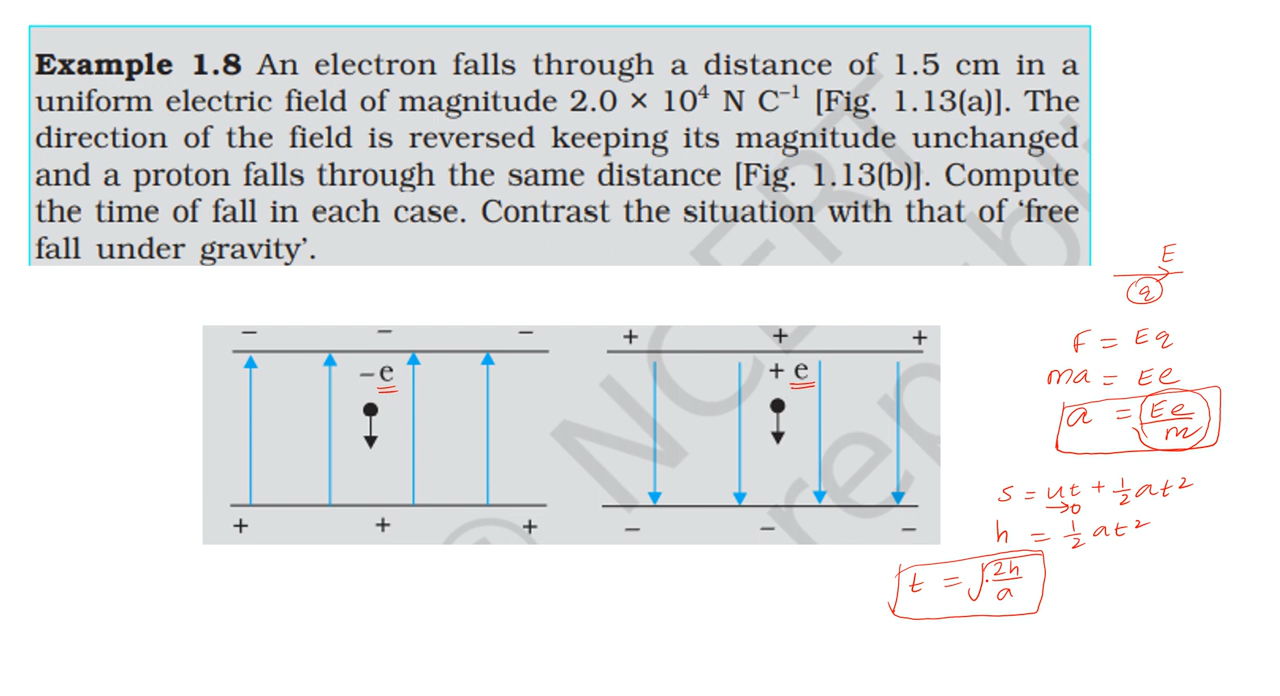 Example 1.8 An electron falls through a distance of 1.5 cm in a
uniform electric field of magnitude 2.0 × 10⁴ N C⁻¹ [Fig. 1.13(a)]. The
direction of the field is reversed keeping its magnitude unchanged
and a proton falls through the same distance [Fig. 1.13(b)]. Compute
the time of fall in each case. Contrast the situation with that of ‘free
fall under gravity’.
E
q
F = Eq
ma = Ee
a = Ee/m
s = ut + ½at²
→0
h = ½at²
t = √2h/a
− − −
− e
+ + +
+ + +
+ e
− − −
© NCERT